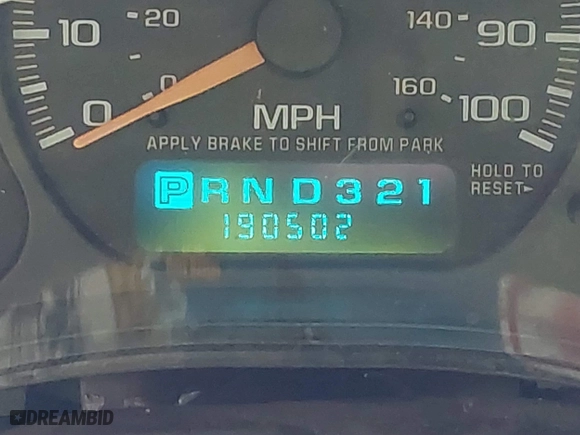 10 20 140 90
0 0 160 100
MPH
APPLY BRAKE TO SHIFT FROM PARK
HOLD TO
RESET►
P R N D 3 2 1
190502
DREAMBID